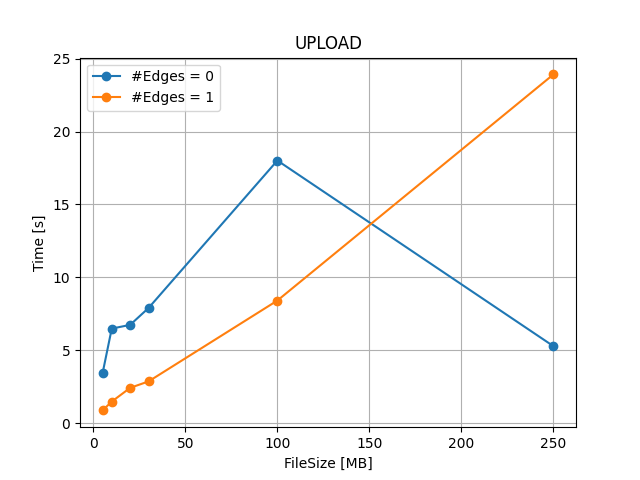 UPLOAD
#Edges = 0
#Edges = 1
Time [s]
25
20
15
10
5
0
0 50 100 150 200 250
FileSize [MB]